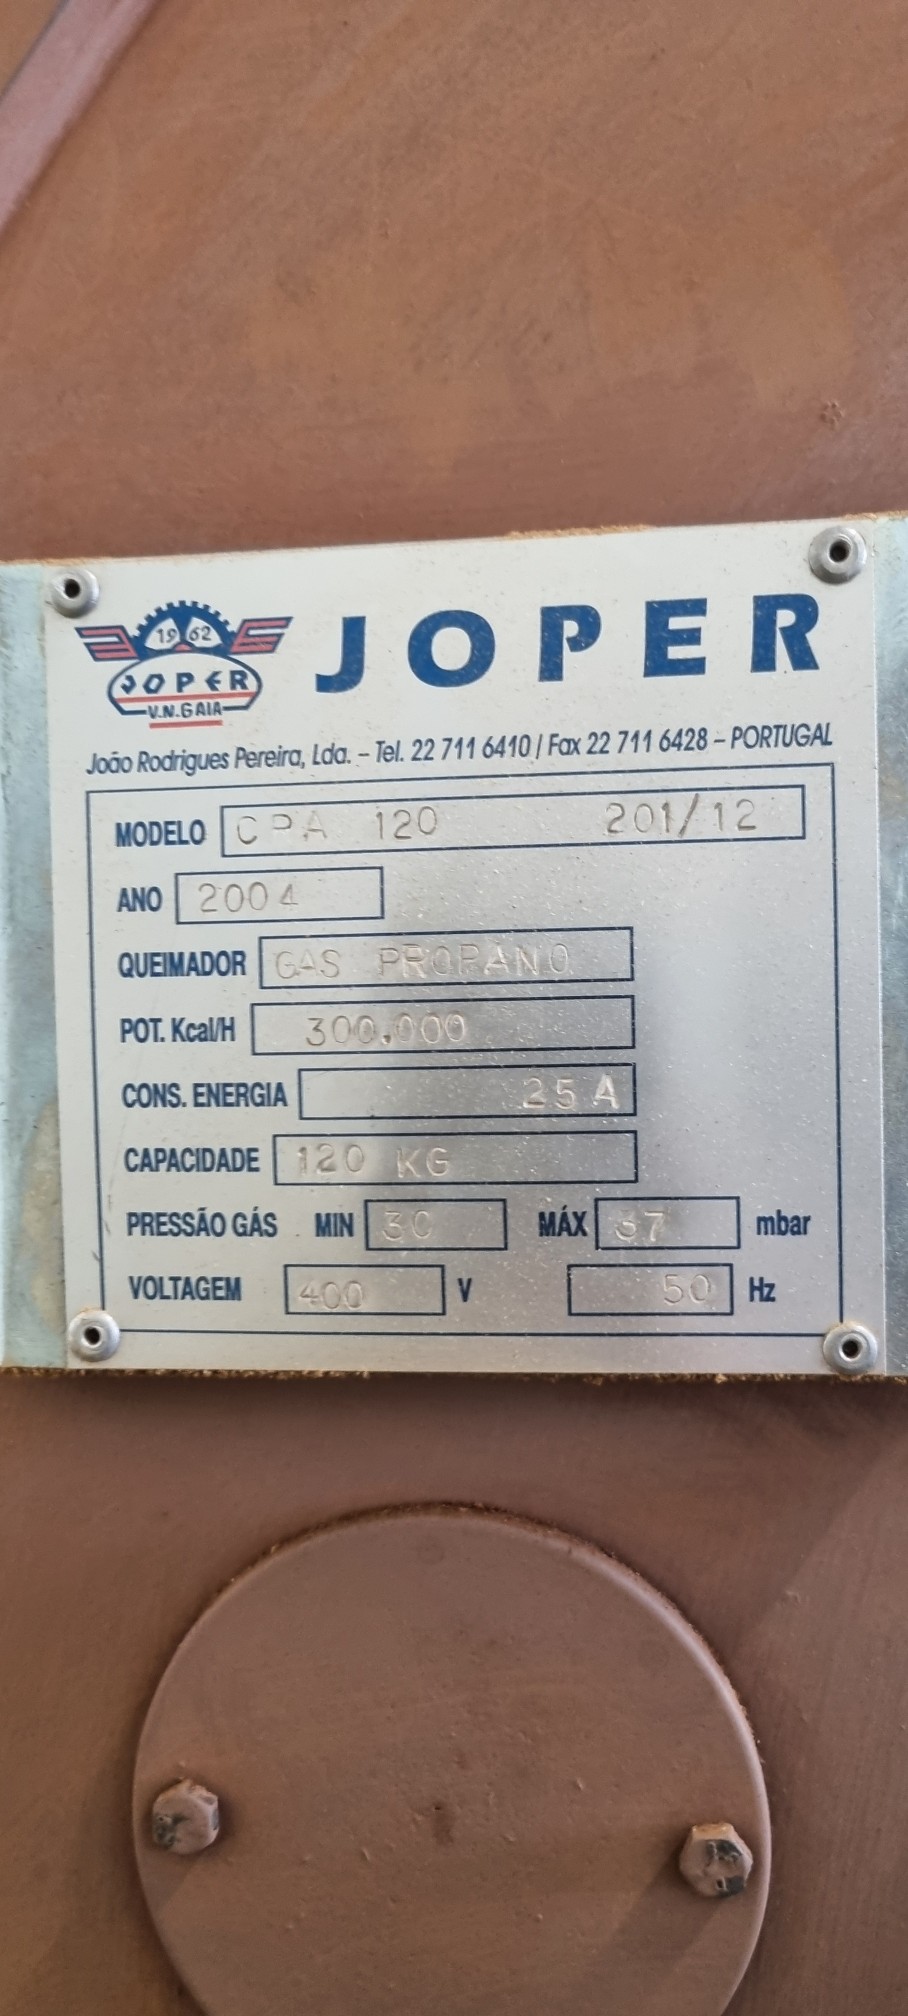 1962
JOPER
V.N.GAIA
JOPER
João Rodrigues Pereira, Lda. – Tel. 22 711 6410 / Fax 22 711 6428 – PORTUGAL
MODELO CPA 120 201/12
ANO 2004
QUEIMADOR GAS PROPANO
POT. Kcal/H 300.000
CONS. ENERGIA 25 A
CAPACIDADE 120 KG
PRESSÃO GÁS MIN 30 MÁX 37 mbar
VOLTAGEM 400 V 50 Hz